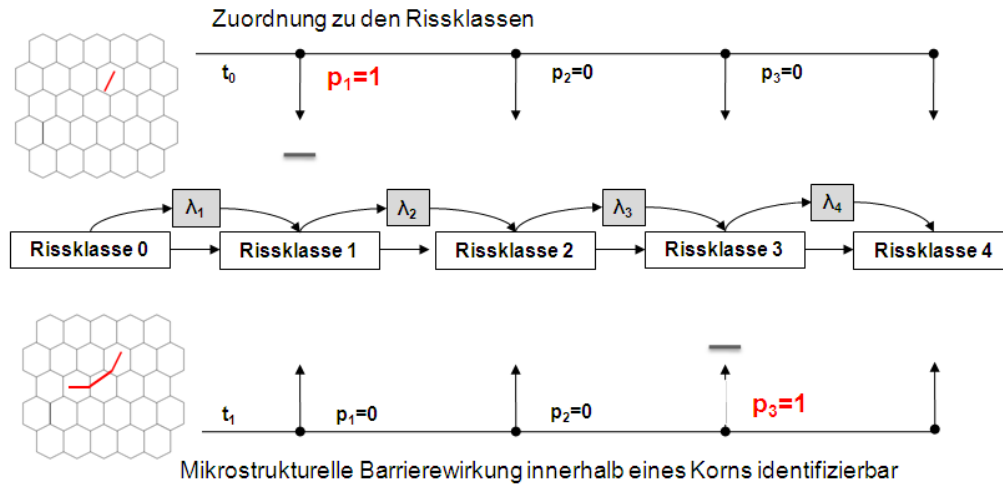 Zuordnung zu den Rissklassen
t0 p1=1 p2=0 p3=0
λ1 λ2 λ3 λ4
Rissklasse 0 Rissklasse 1 Rissklasse 2 Rissklasse 3 Rissklasse 4
t1 p1=0 p2=0 p3=1
Mikrostrukturelle Barrierewirkung innerhalb eines Korns identifizierbar